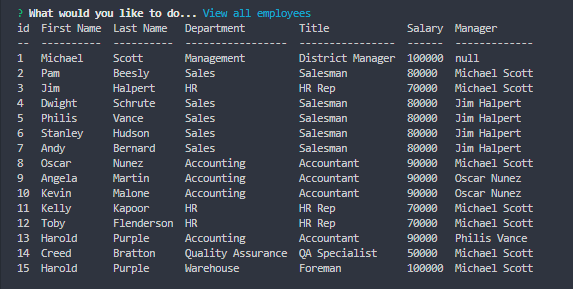 ? What would you like to do... View all employees
id  First Name  Last Name  Department         Title             Salary  Manager
--  ----------  ---------  -----------------  ----------------  ------  -------------
1   Michael     Scott      Management         District Manager  100000  null
2   Pam         Beesly     Sales              Salesman          80000   Michael Scott
3   Jim         Halpert    HR                 HR Rep            70000   Michael Scott
4   Dwight      Schrute    Sales              Salesman          80000   Jim Halpert
5   Philis      Vance      Sales              Salesman          80000   Jim Halpert
6   Stanley     Hudson     Sales              Salesman          80000   Jim Halpert
7   Andy        Bernard    Sales              Salesman          80000   Jim Halpert
8   Oscar       Nunez      Accounting         Accountant        90000   Michael Scott
9   Angela      Martin     Accounting         Accountant        90000   Oscar Nunez
10  Kevin       Malone     Accounting         Accountant        90000   Oscar Nunez
11  Kelly       Kapoor     HR                 HR Rep            70000   Michael Scott
12  Toby        Flenderson HR                 HR Rep            70000   Michael Scott
13  Harold      Purple     Accounting         Accountant        90000   Philis Vance
14  Creed       Bratton    Quality Assurance  QA Specialist     50000   Michael Scott
15  Harold      Purple     Warehouse          Foreman           100000  Michael Scott